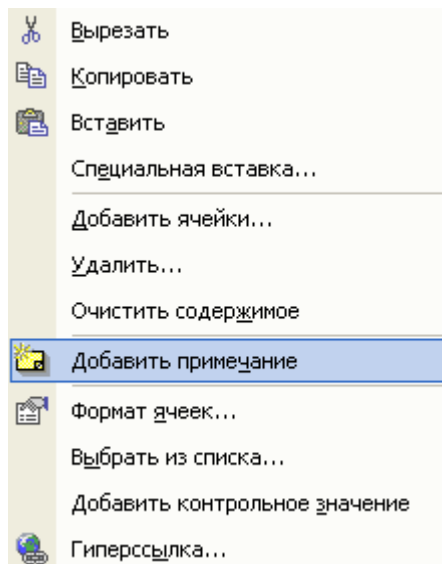 Вырезать
Копировать
Вставить
Специальная вставка...
Добавить ячейки...
Удалить...
Очистить содержимое
Добавить примечание
Формат ячеек...
Выбрать из списка...
Добавить контрольное значение
Гиперссылка...